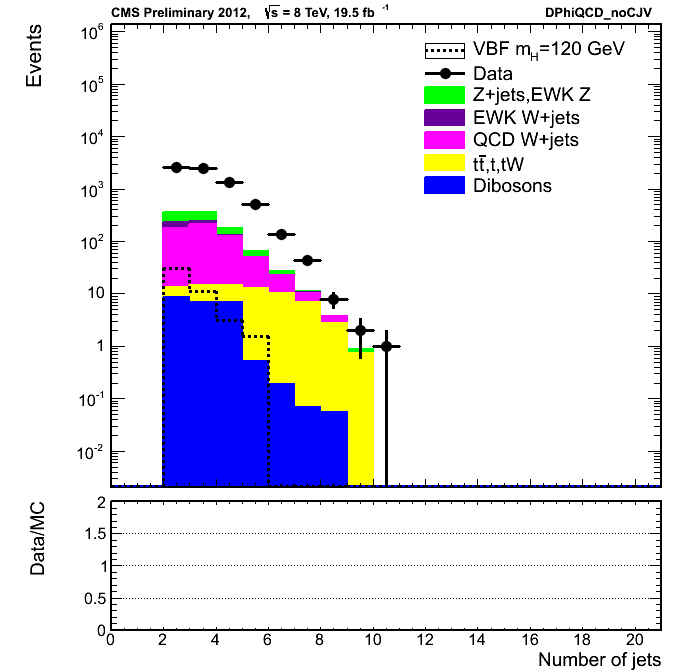 CMS Preliminary 2012, √s = 8 TeV, 19.5 fb⁻¹ DPhiQCD_noCJV
Events
10⁶
10⁵
10⁴
10³
10²
10
1
10⁻¹
10⁻²
VBF m_H=120 GeV
Data
Z+jets,EWK Z
EWK W+jets
QCD W+jets
tt̅,t,tW
Dibosons
Data/MC
2
1.5
1
0.5
0
0 2 4 6 8 10 12 14 16 18 20
Number of jets